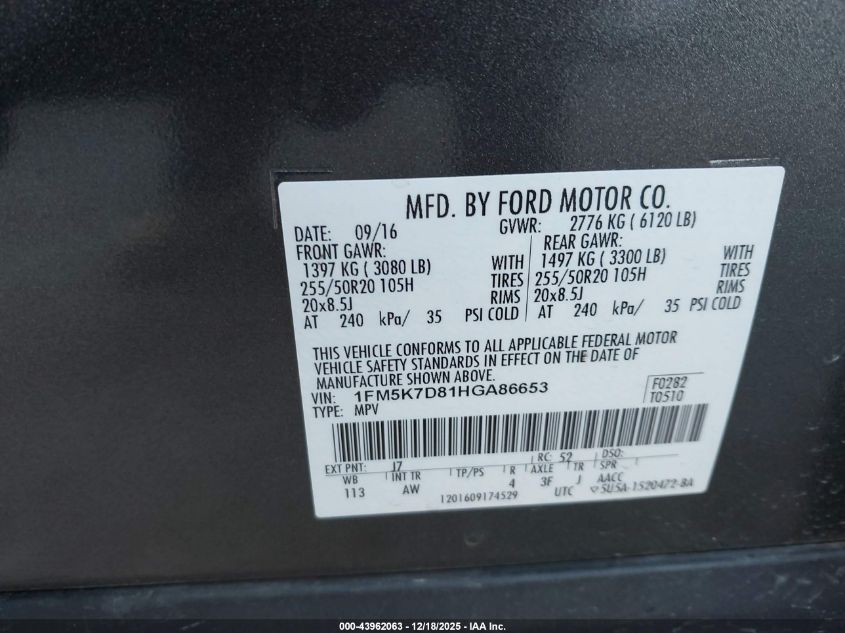 MFD. BY FORD MOTOR CO.
DATE: 09/16 GVWR: 2776 KG ( 6120 LB)
FRONT GAWR: REAR GAWR:
1397 KG ( 3080 LB) WITH 1497 KG ( 3300 LB) WITH
255/50R20 105H TIRES 255/50R20 105H TIRES
20x8.5J RIMS 20x8.5J RIMS
AT 240 kPa/ 35 PSI COLD AT 240 kPa/ 35 PSI COLD
THIS VEHICLE CONFORMS TO ALL APPLICABLE FEDERAL MOTOR
VEHICLE SAFETY STANDARDS IN EFFECT ON THE DATE OF
MANUFACTURE SHOWN ABOVE.
VIN: 1FM5K7D81HGA86653 F0282
TYPE: MPV T0510
EXT PNT: J7 RC: 52 DSO:
WB INT TR TP/PS R AXLE TR SPR
113 AW 4 3F J AACC
1201609174529 UTC ▽5U5A-1520472-BA
000-43962063 – 12/18/2025 – IAA Inc.